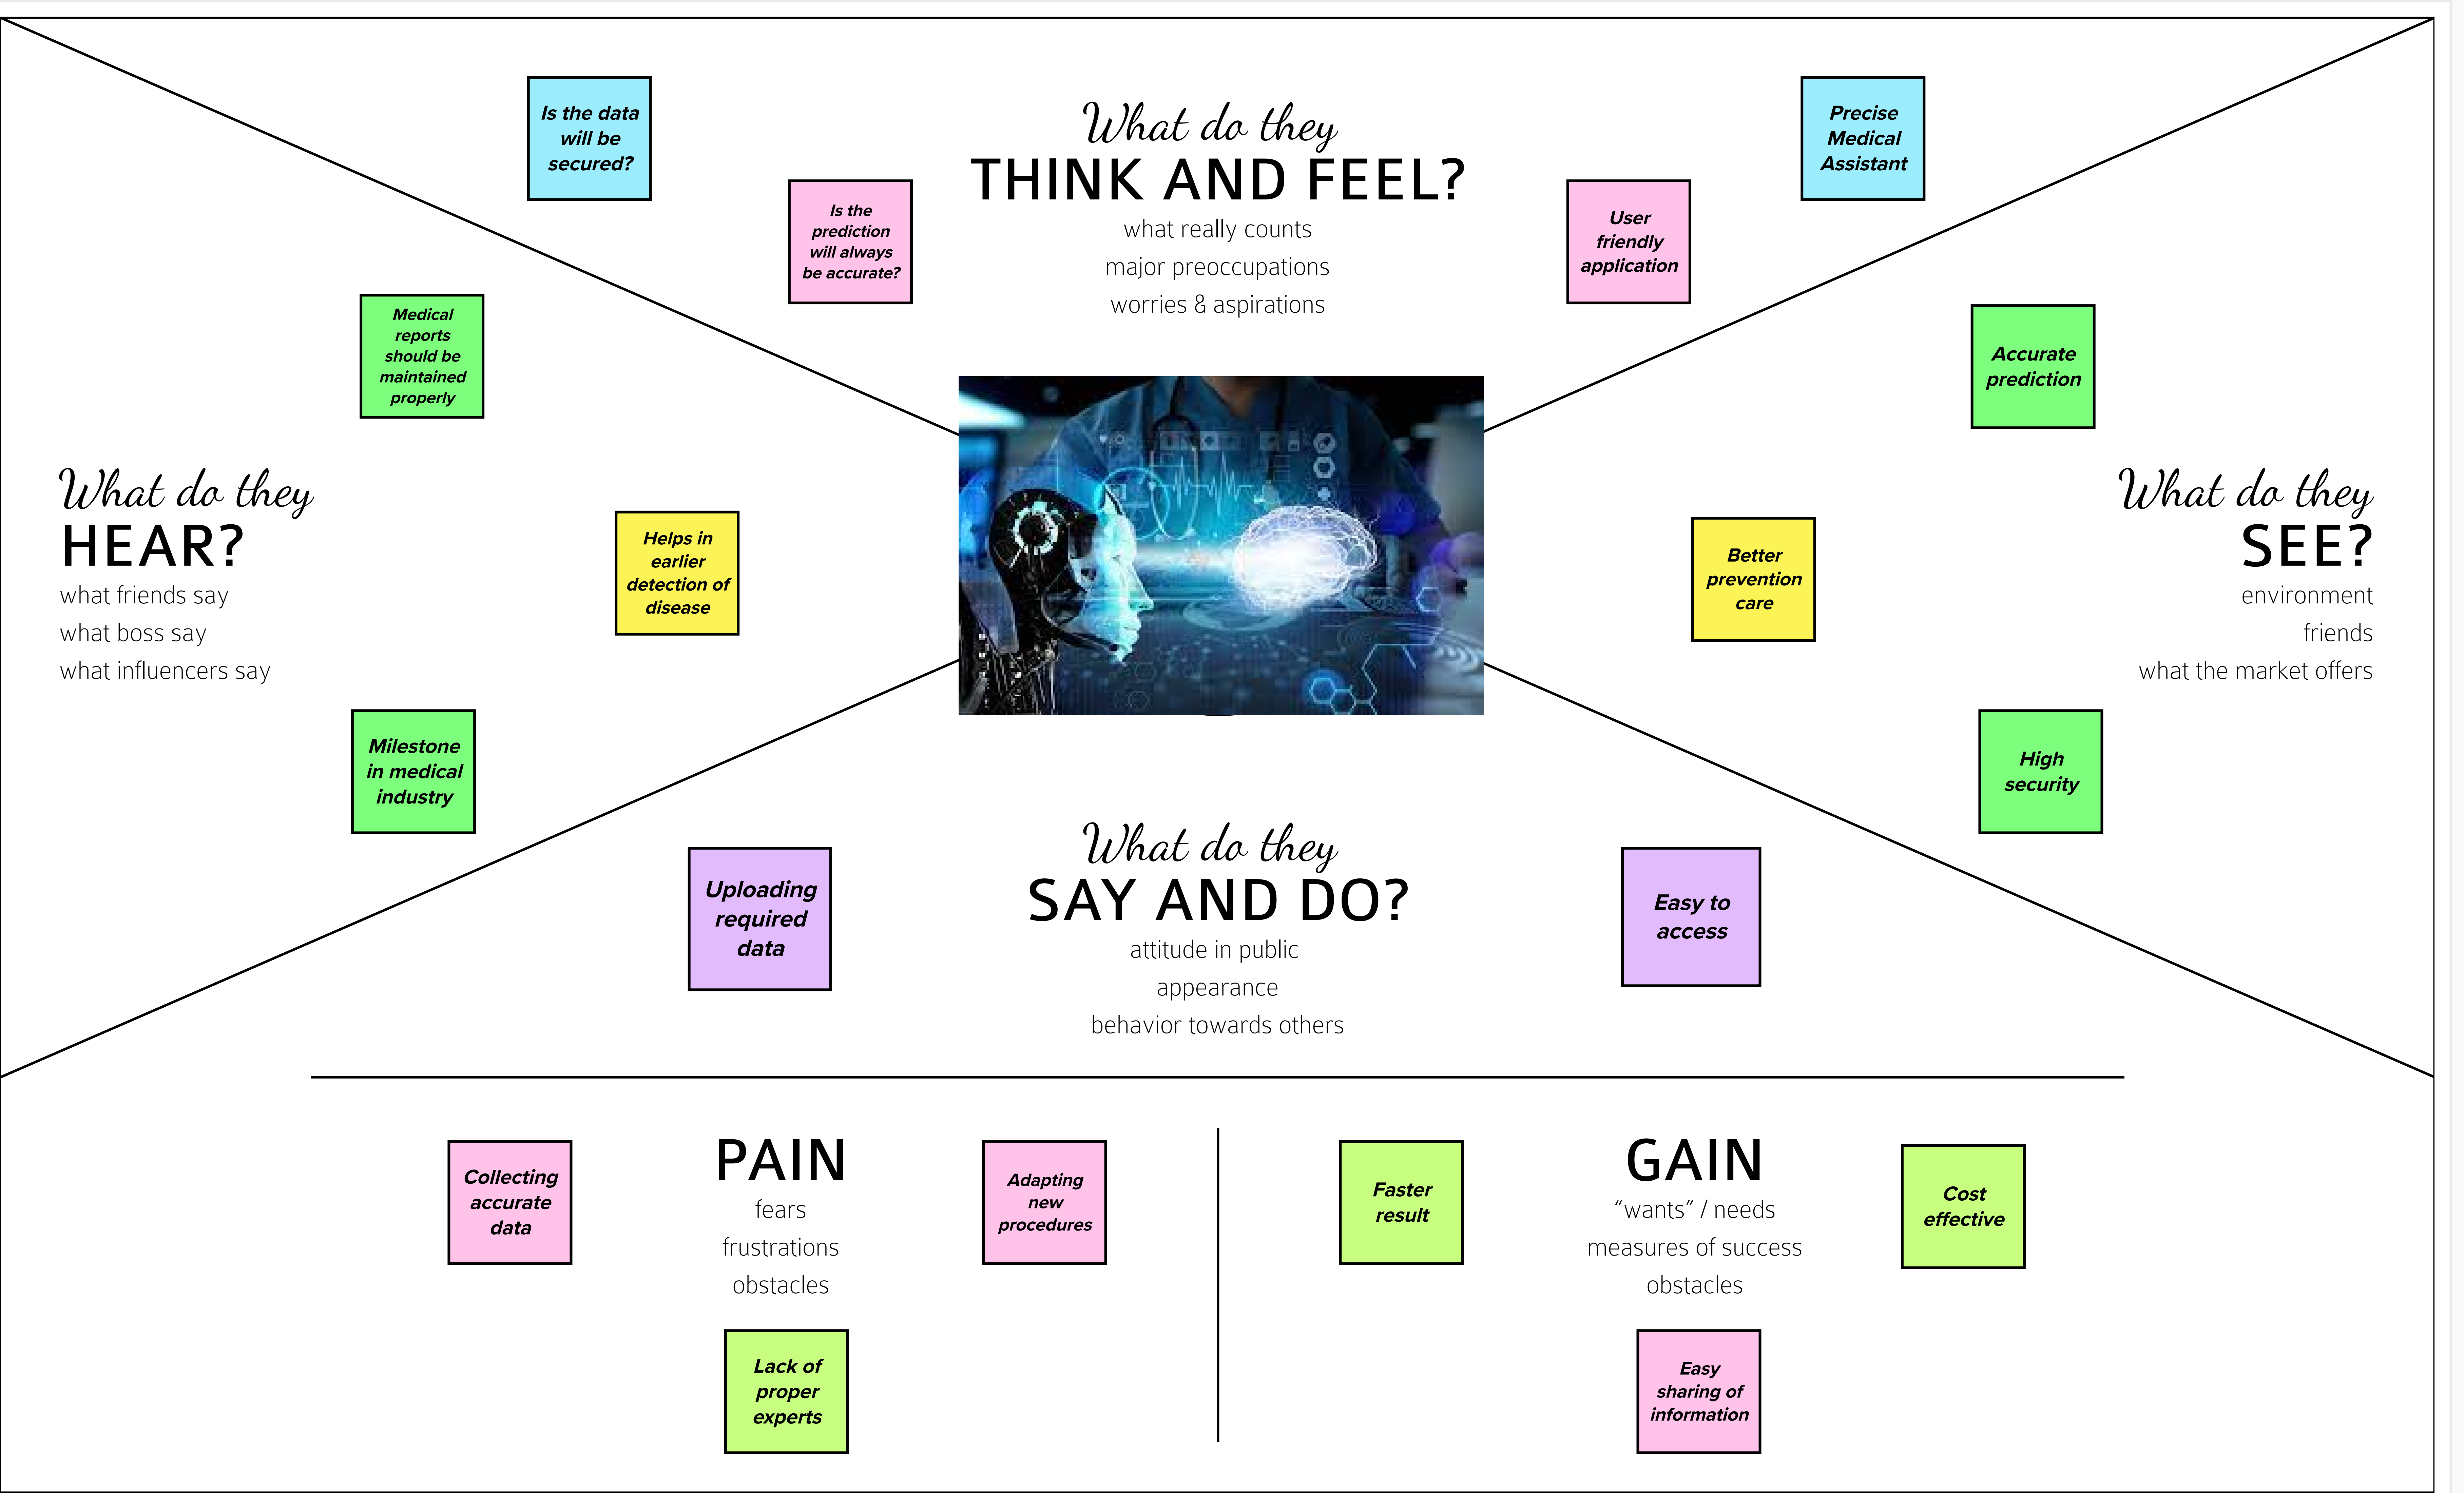 What do they
THINK AND FEEL?
what really counts
major preoccupations
worries & aspirations
Is the data
will be
secured?
Is the
prediction
will always
be accurate?
User
friendly
application
Precise
Medical
Assistant
What do they
HEAR?
what friends say
what boss say
what influencers say
Medical
reports
should be
maintained
properly
Helps in
earlier
detection of
disease
Milestone
in medical
industry
What do they
SEE?
environment
friends
what the market offers
Accurate
prediction
Better
prevention
care
High
security
What do they
SAY AND DO?
attitude in public
appearance
behavior towards others
Uploading
required
data
Easy to
access
PAIN
fears
frustrations
obstacles
Collecting
accurate
data
Adapting
new
procedures
Lack of
proper
experts
GAIN
“wants” / needs
measures of success
obstacles
Faster
result
Cost
effective
Easy
sharing of
information